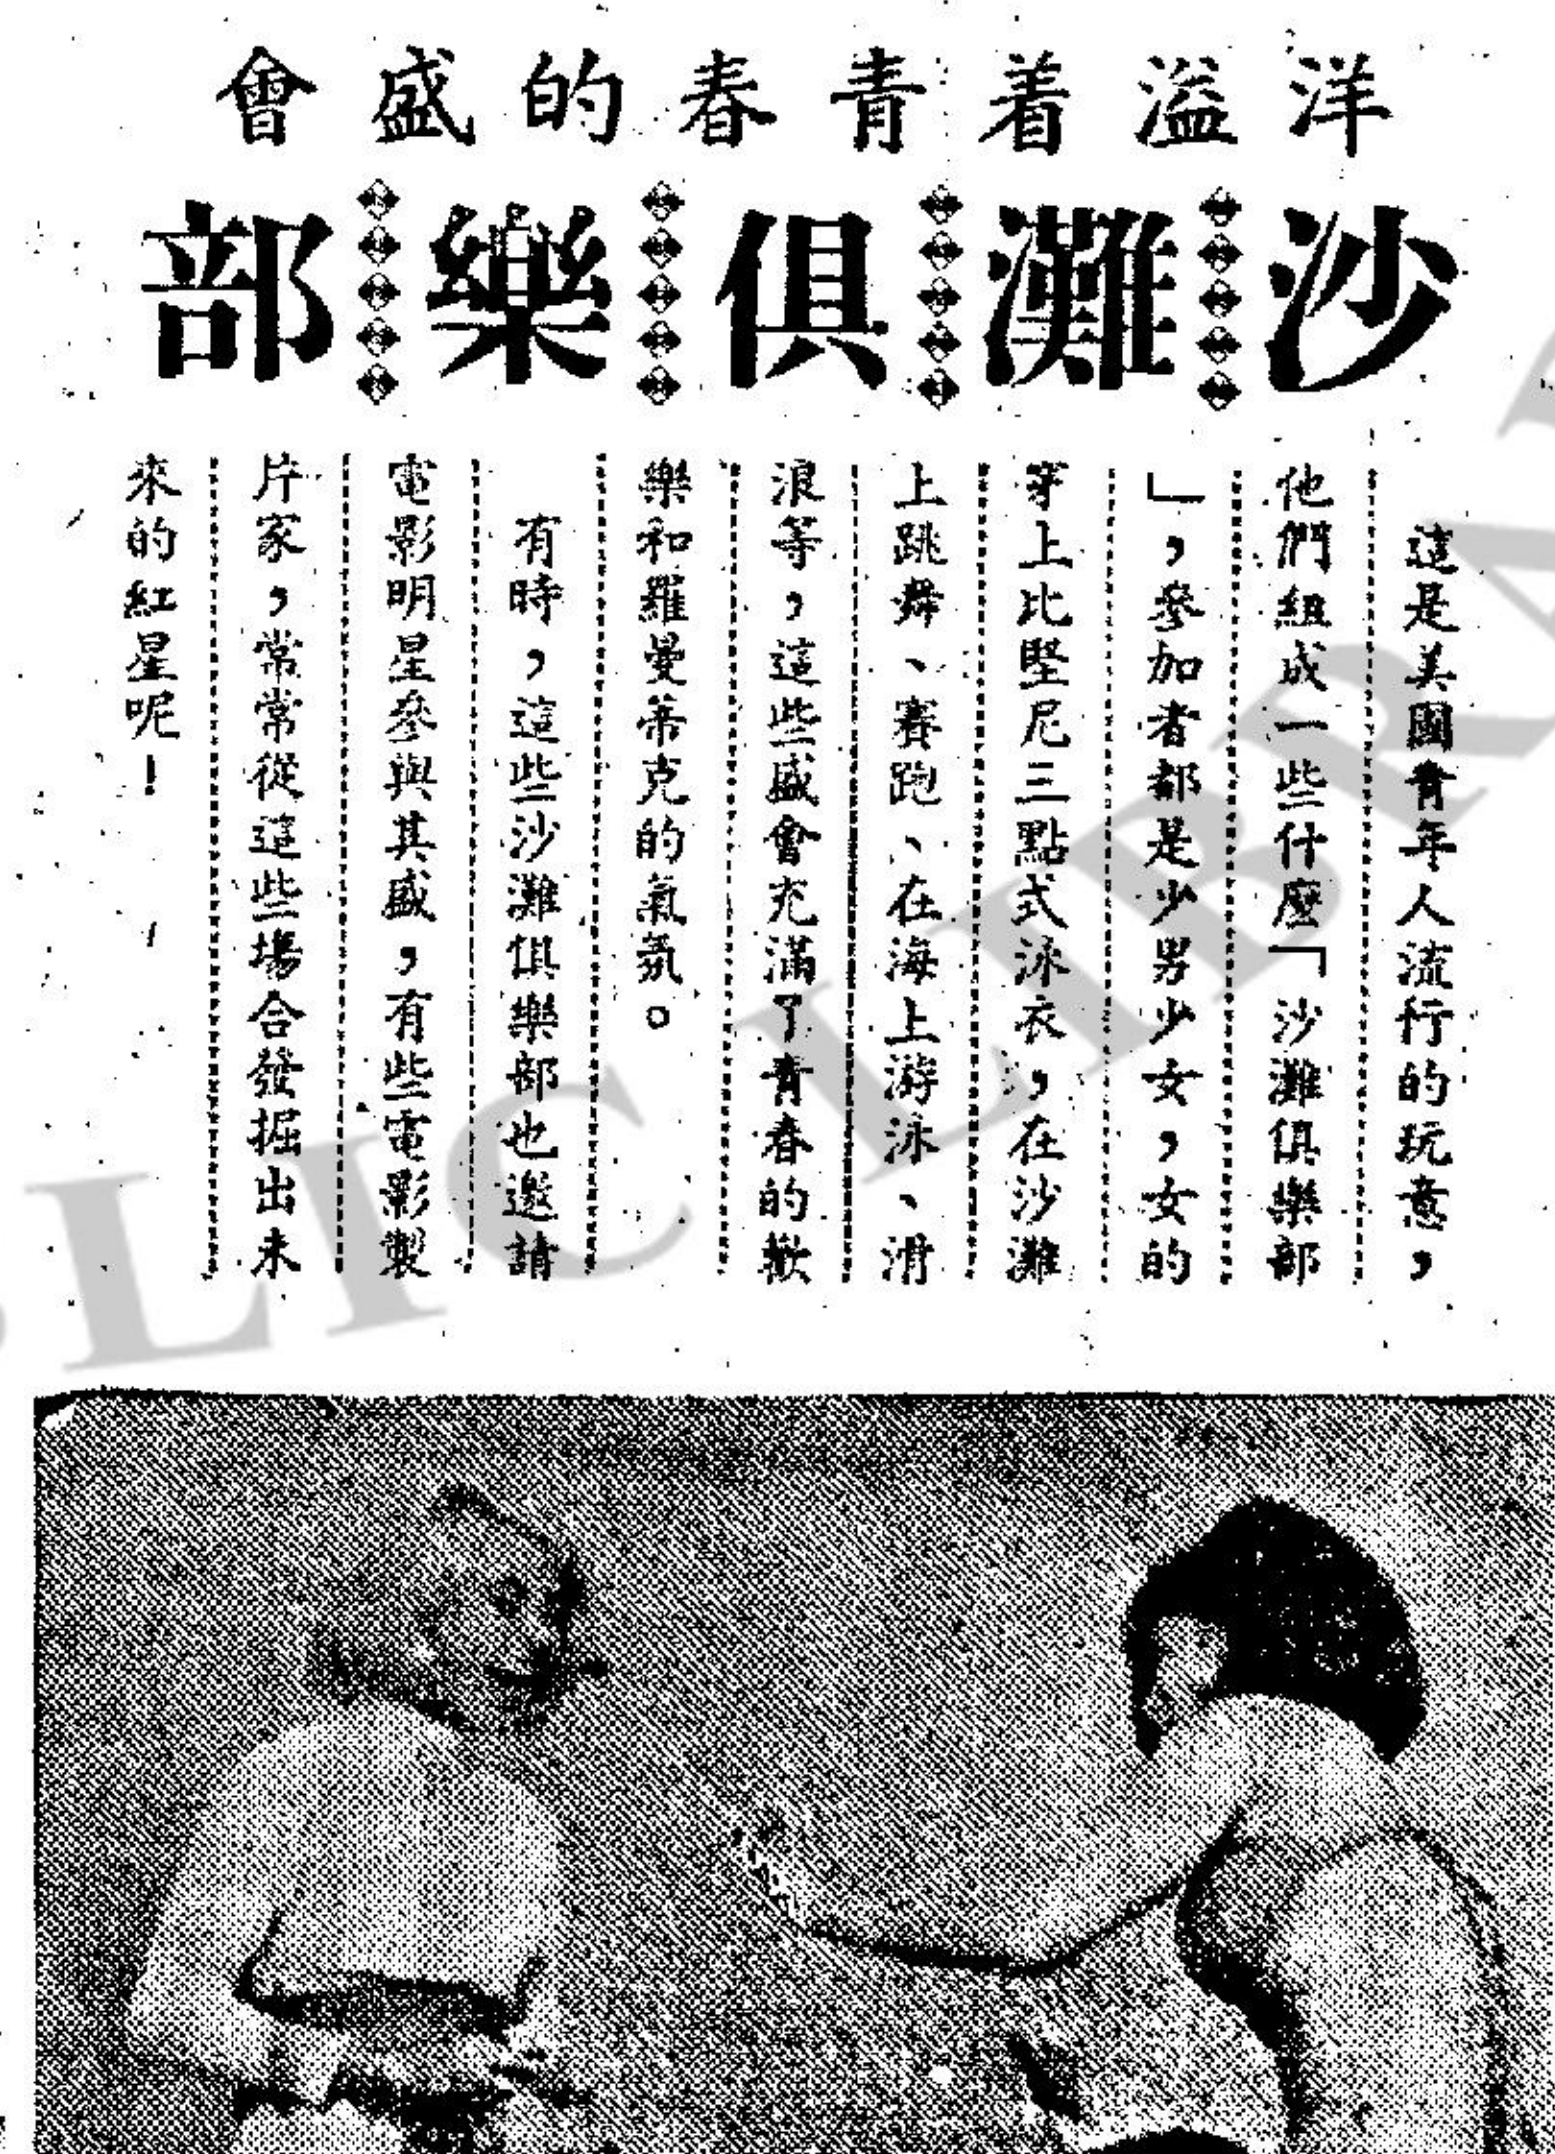 洋溢着青春的盛會
沙灘俱樂部
這是美國青年人流行的玩意，
他們組成一些什麼「沙灘俱樂部
」，參加者都是少男少女，女的
穿上比堅尼三點式泳衣，在沙灘
上跳舞、賽跑、在海上游泳、滑
浪等，這些盛會充滿了青春的歡
樂和羅曼蒂克的氣氛。
有時，這些沙灘俱樂部也邀請
電影明星參與其盛，有些電影製
片家，常常從這些場合發掘出未
來的紅星呢！
LIC LIBRA